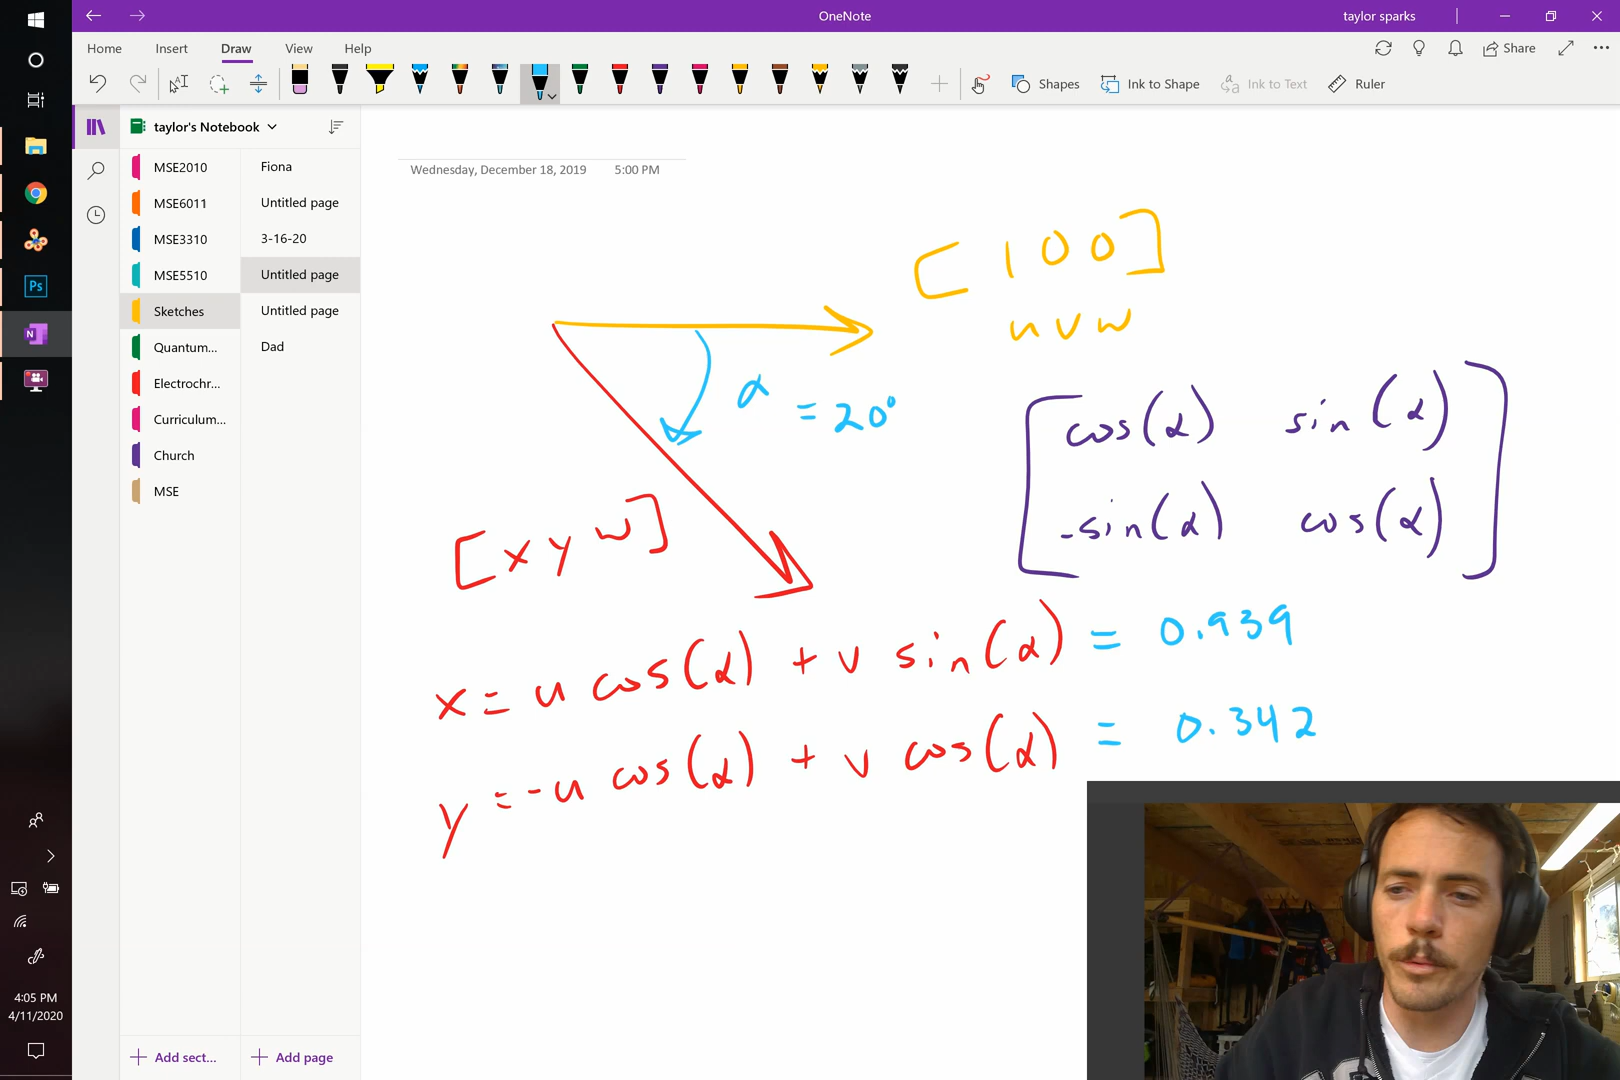 OneNote
taylor sparks
Home Insert Draw View Help
Share
Shapes Ink to Shape Ink to Text Ruler
taylor's Notebook
MSE2010
MSE6011
MSE3310
MSE5510
Sketches
Quantum...
Electrochr...
Curriculum...
Church
MSE
Fiona
Untitled page
3-16-20
Untitled page
Untitled page
Dad
Wednesday, December 18, 2019 5:00 PM
[100]
u v w
α = 20°
[cos(α) sin(α)
-sin(α) cos(α)]
[x y w]
x = u cos(α) + v sin(α) = 0.939
y = -u cos(α) + v cos(α) = 0.342
Ps
N
4:05 PM
4/11/2020
+ Add sect...
+ Add page